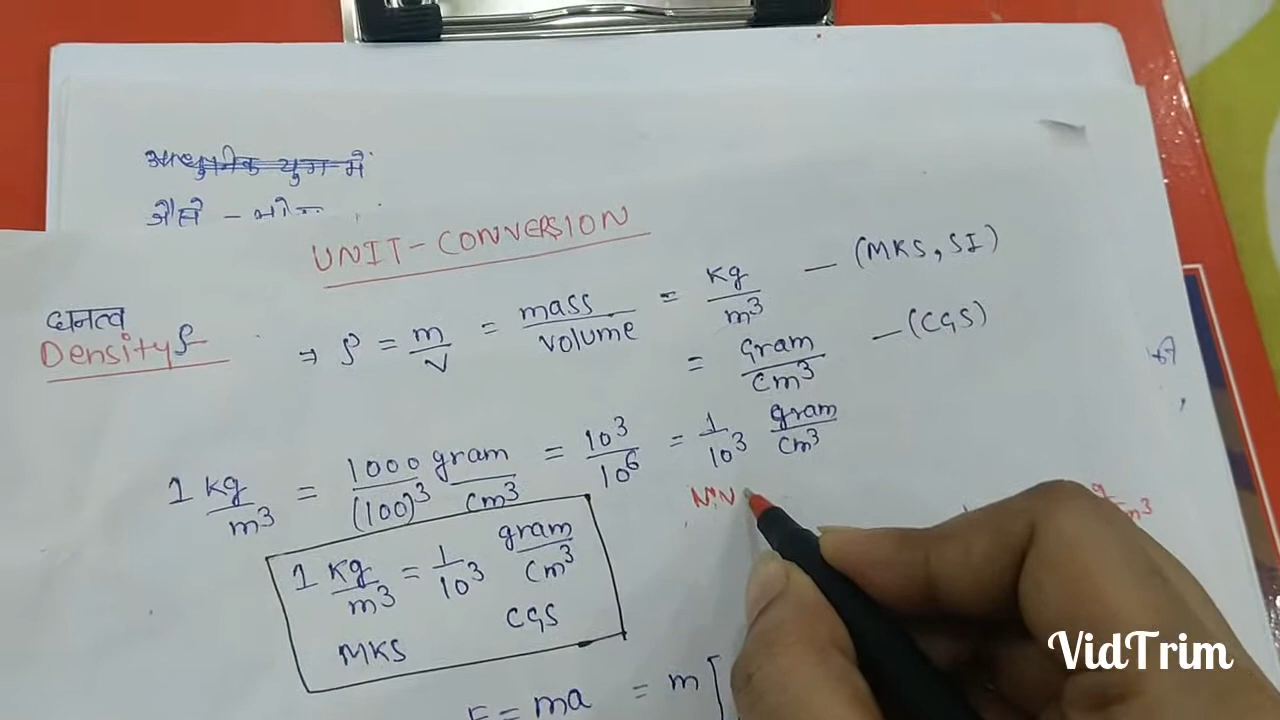 आधुनिक युग में
जैसे -
UNIT-CONVERSION
घनत्व
Density ρ
⇒ ρ = m/v = mass/volume = kg/m³ — (MKS, SI)
= Gram/cm³ — (CGS)
1 kg/m³ = 1000/(100)³ gram/cm³ = 10³/10⁶ = 1/10³ gram/cm³
1 kg/m³ = 1/10³ gram/cm³
MKS CGS
F = ma = m[
VidTrim